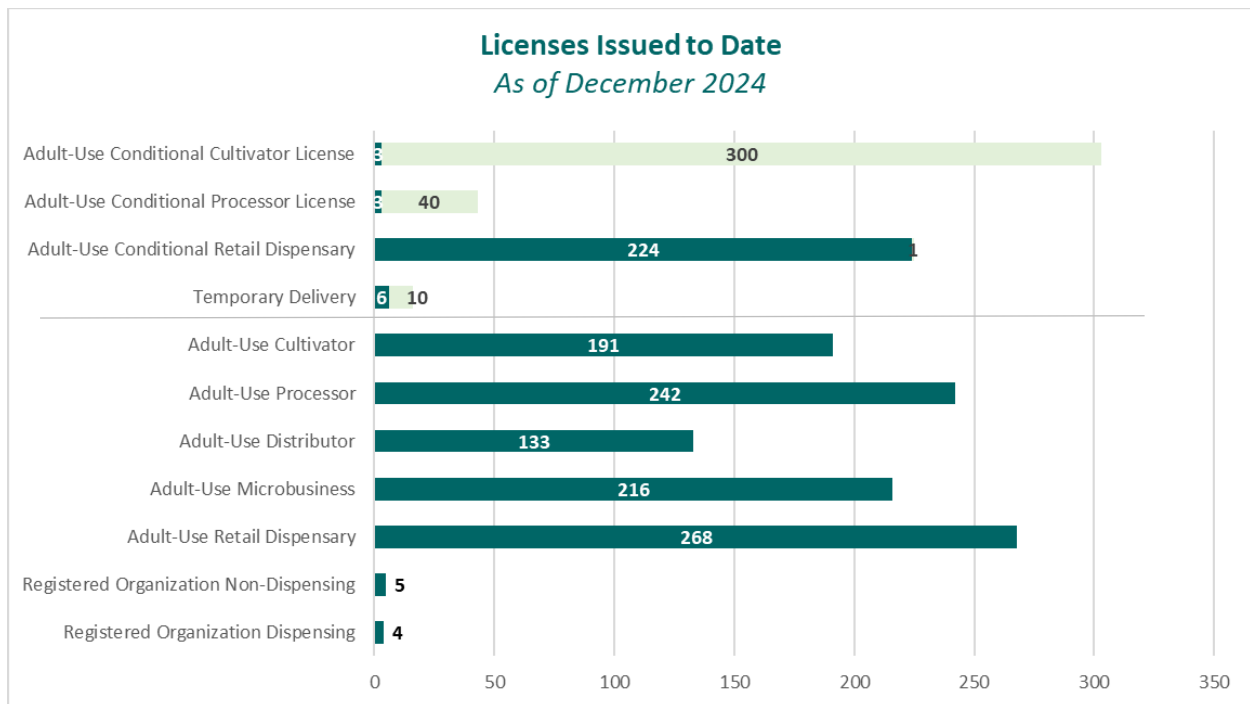 Licenses Issued to Date
As of December 2024
Adult-Use Conditional Cultivator License 3 300
Adult-Use Conditional Processor License 3 40
Adult-Use Conditional Retail Dispensary 224 1
Temporary Delivery 6 10
Adult-Use Cultivator 191
Adult-Use Processor 242
Adult-Use Distributor 133
Adult-Use Microbusiness 216
Adult-Use Retail Dispensary 268
Registered Organization Non-Dispensing 5
Registered Organization Dispensing 4
0 50 100 150 200 250 300 350